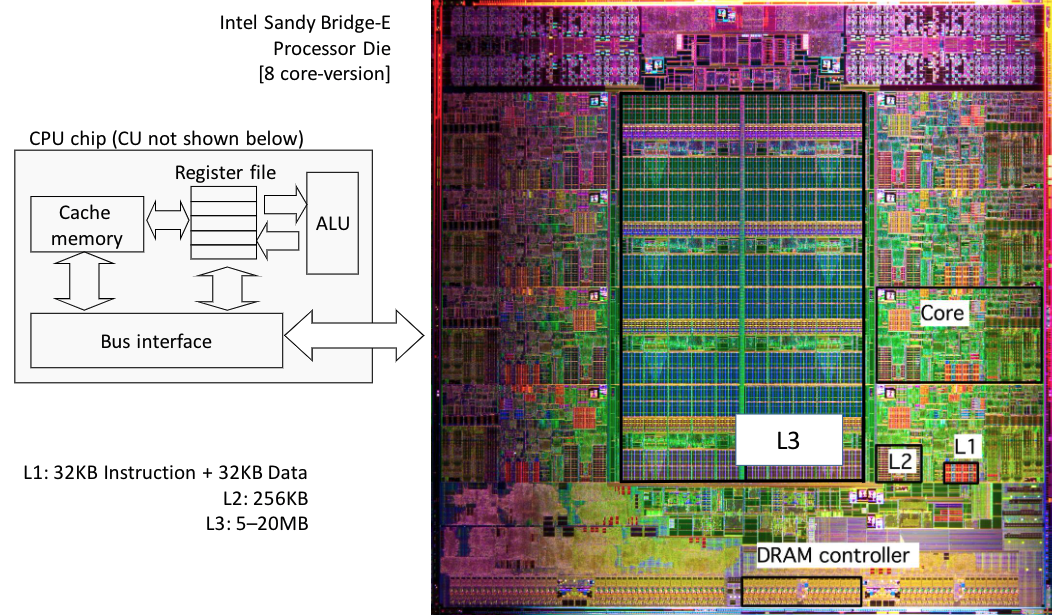 Intel Sandy Bridge-E
Processor Die
[8 core-version]
CPU chip (CU not shown below)
Register file
Cache
memory
ALU
Bus interface
L1: 32KB Instruction + 32KB Data
L2: 256KB
L3: 5–20MB
Core
L3
L2
L1
DRAM controller